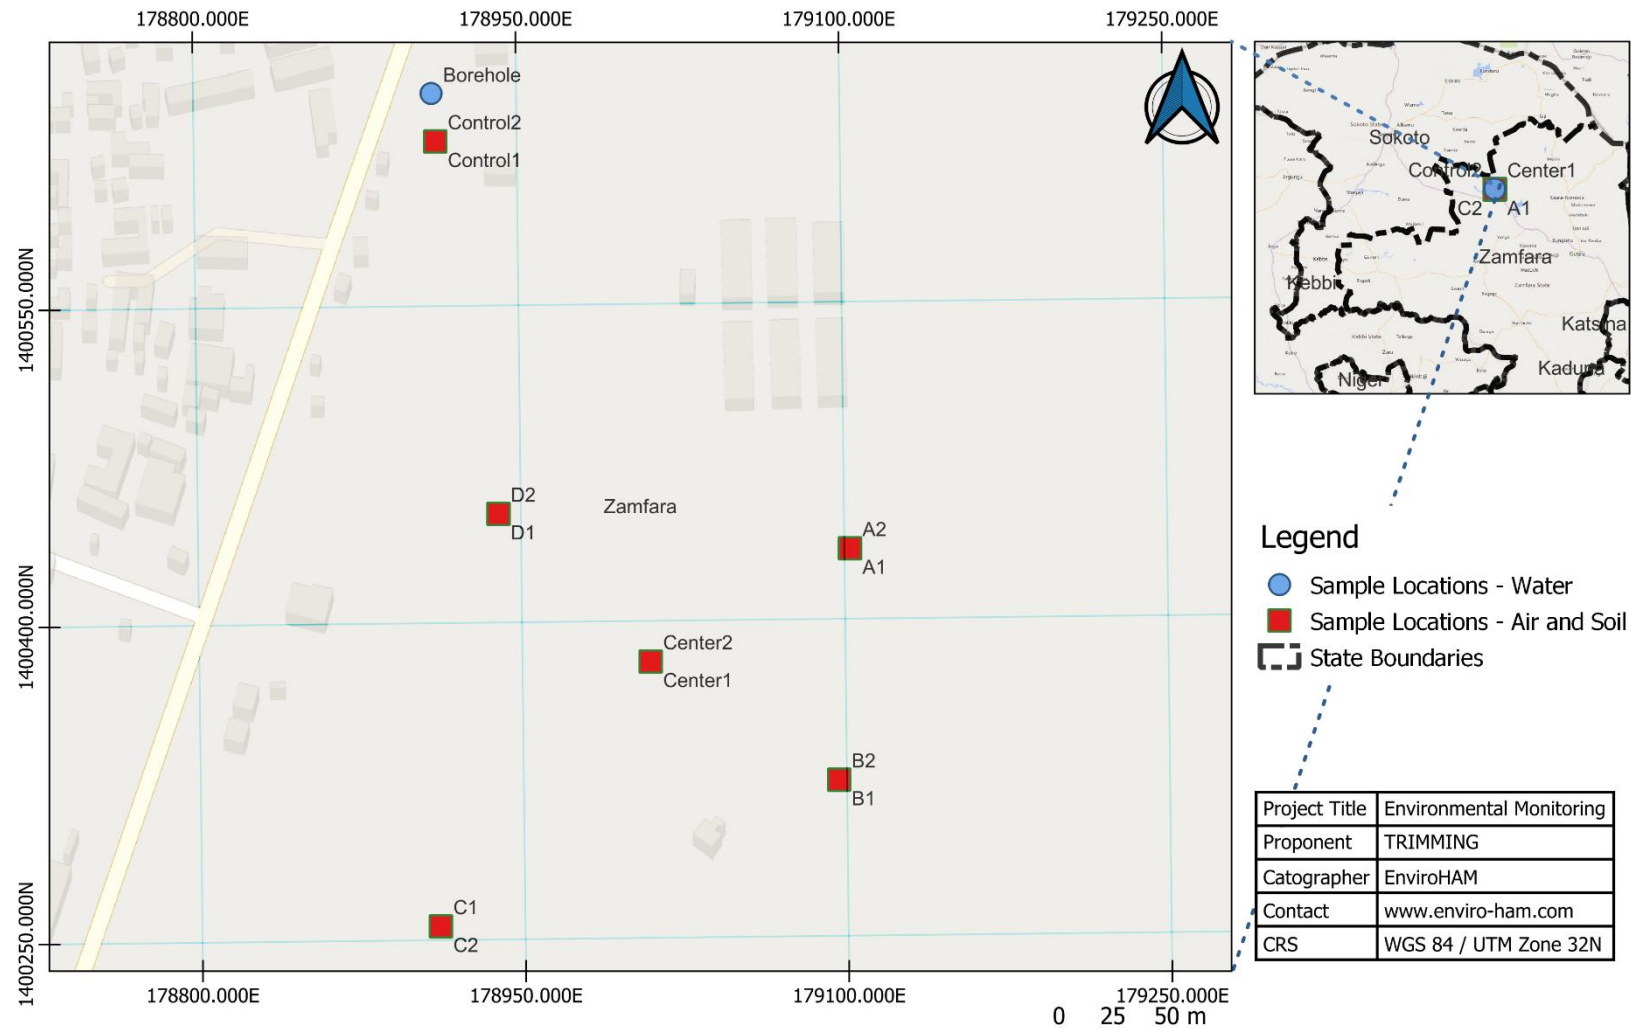 178800.000E 178950.000E 179100.000E 179250.000E
Borehole
Control2
Control1
1400550.000N
D2
D1
Zamfara
A2
A1
1400400.000N
Center2
Center1
B2
B1
C1
C2
1400250.000N
178800.000E 178950.000E 179100.000E 179250.000E
0 25 50 m
Sokoto
Control2 Center1
C2 A1
Zamfara
Kebbi
Katsina
Kaduna
Niger
Legend
Sample Locations - Water
Sample Locations - Air and Soil
State Boundaries
Project Title Environmental Monitoring
Proponent TRIMMING
Catographer EnviroHAM
Contact www.enviro-ham.com
CRS WGS 84 / UTM Zone 32N